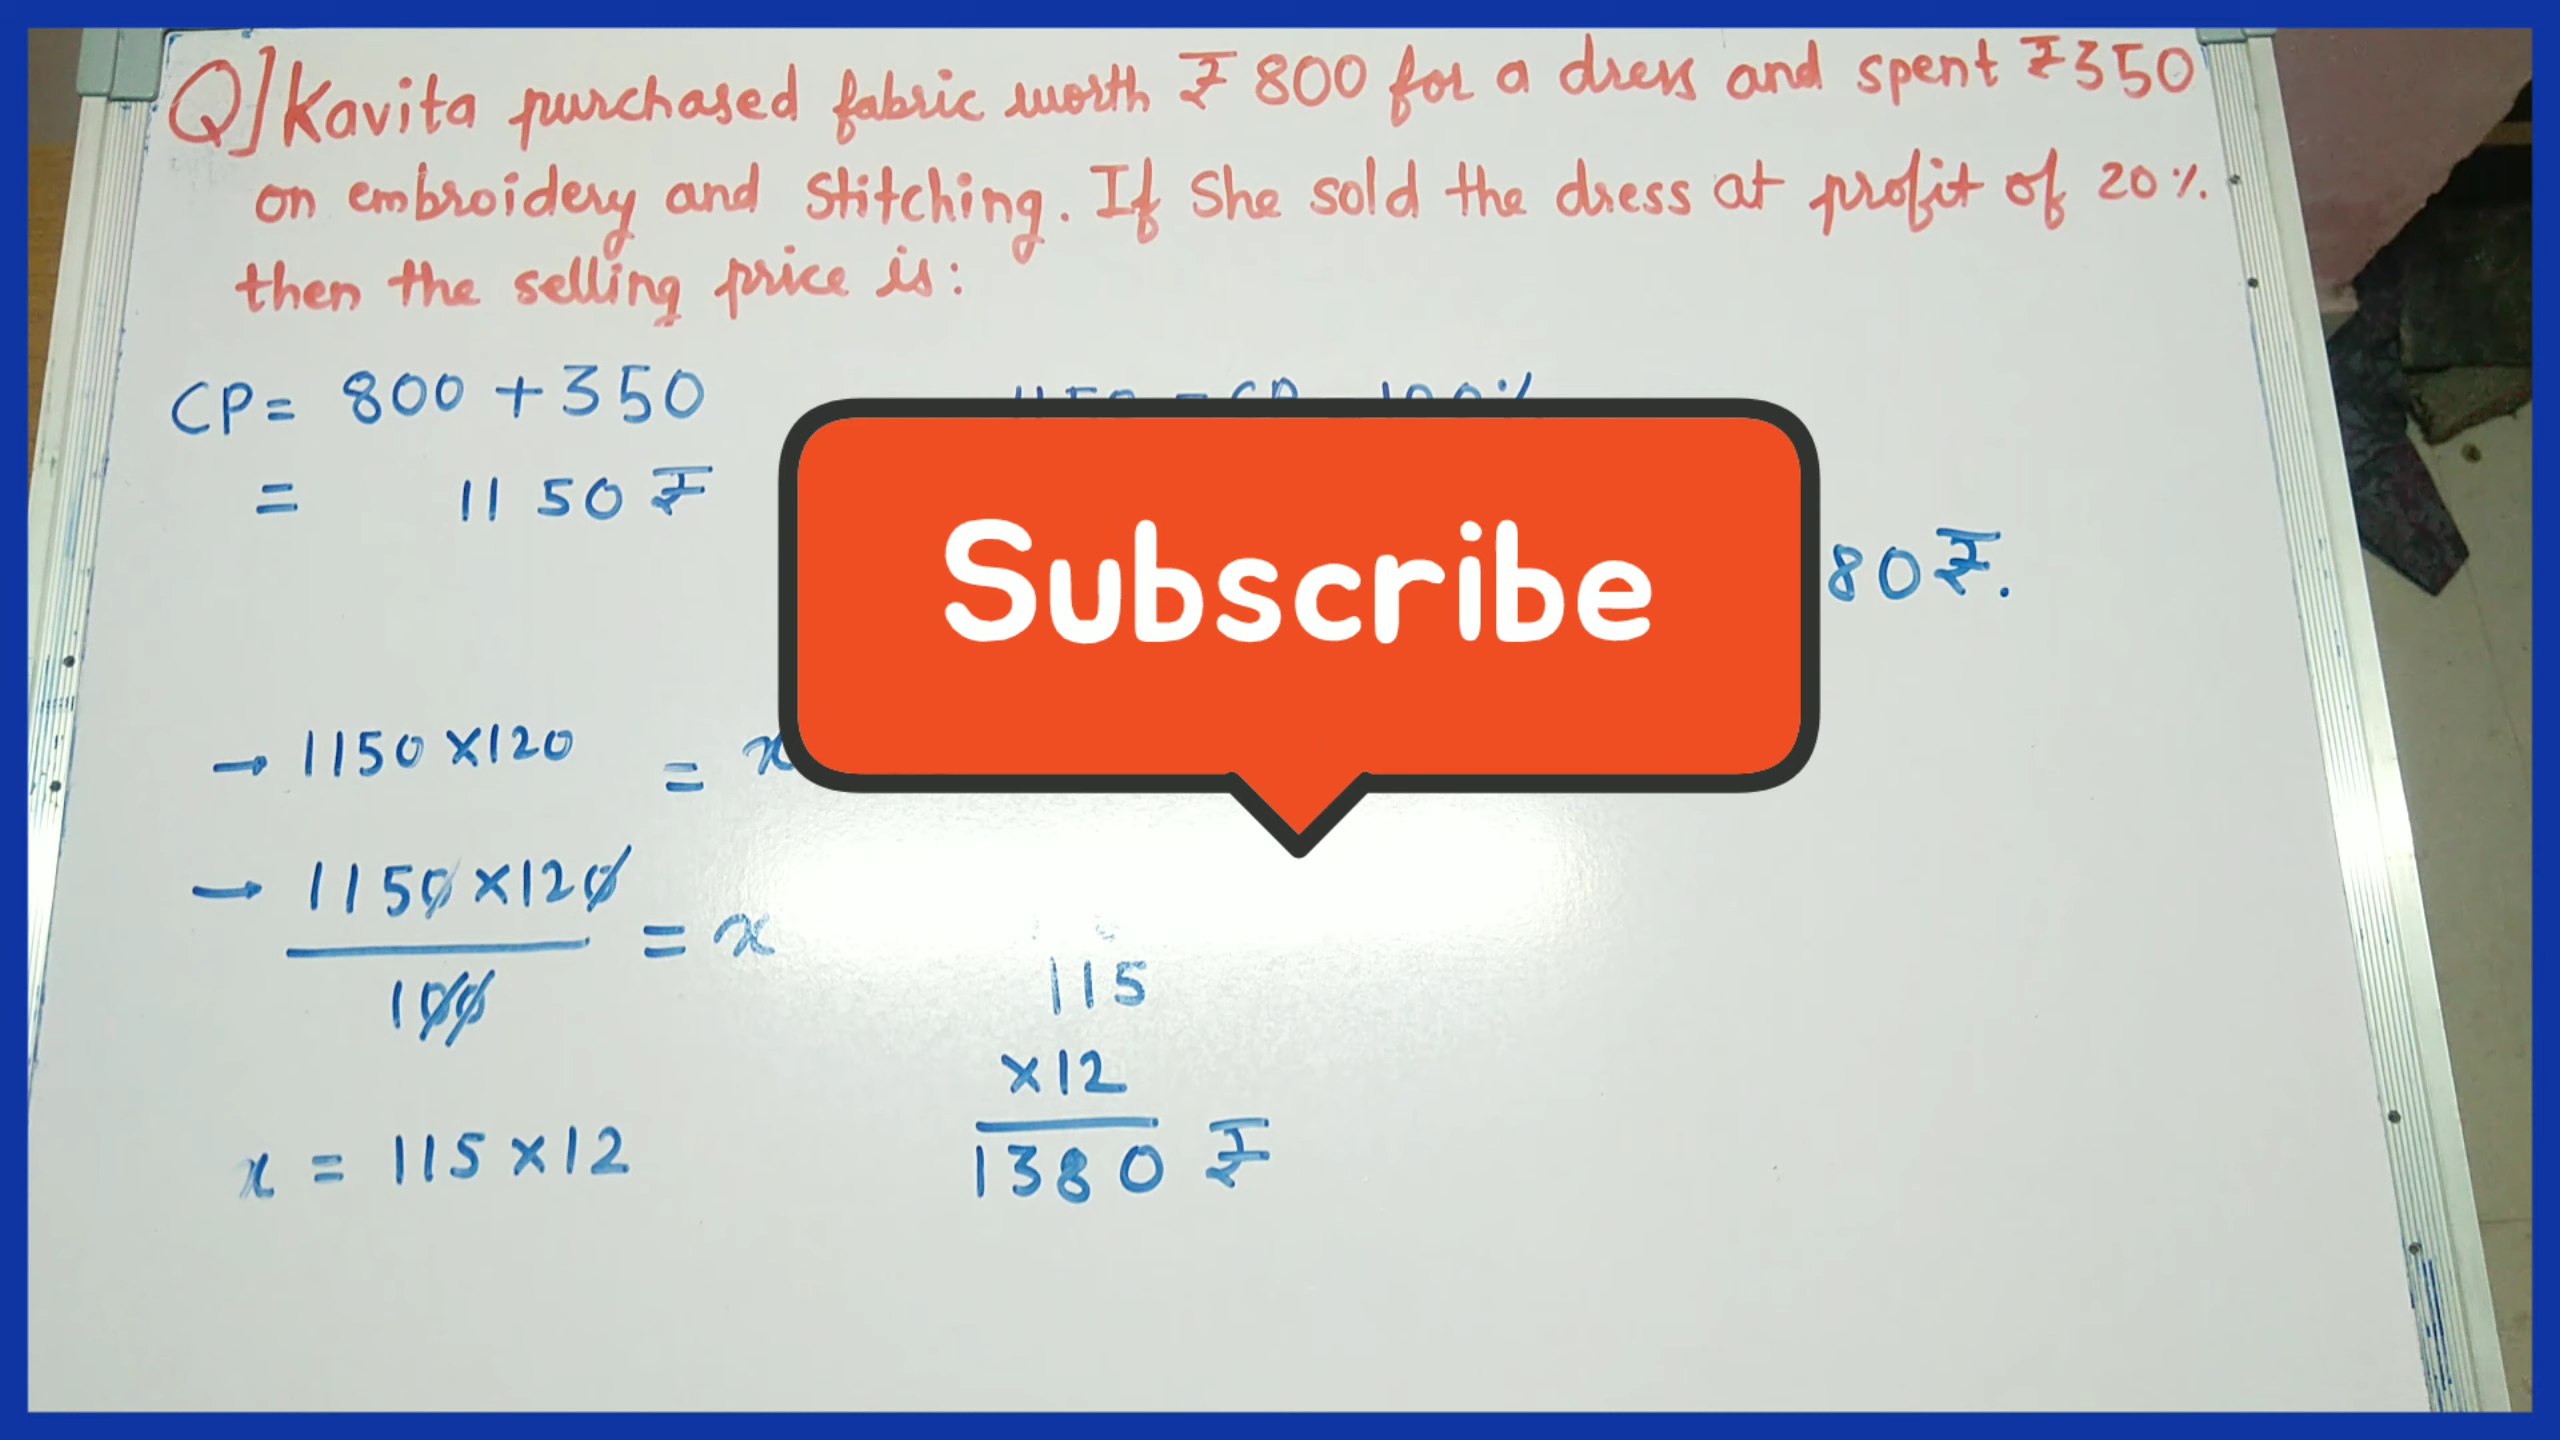 Q] Kavita purchased fabric worth ₹ 800 for a dress and spent ₹350
on embroidery and Stitching. If She sold the dress at profit of 20%
then the selling price is:
CP = 800 + 350
= 1150 ₹
Subscribe
80 ₹.
→ 1150 × 120 = x
→ 1150 × 120 = x
100
x = 115 × 12
115
×12
1380 ₹